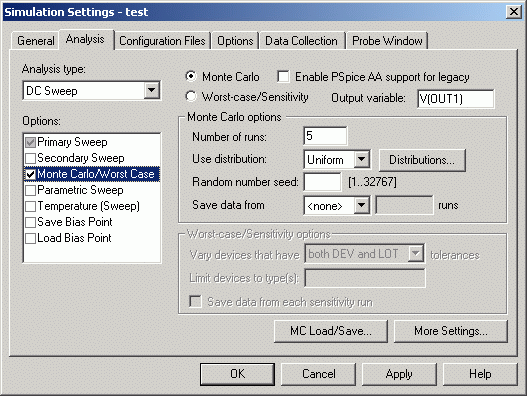 Simulation Settings - test
General Analysis Configuration Files Options Data Collection Probe Window
Analysis type:
DC Sweep
Options:
Primary Sweep
Secondary Sweep
Monte Carlo/Worst Case
Parametric Sweep
Temperature (Sweep)
Save Bias Point
Load Bias Point
Monte Carlo Enable PSpice AA support for legacy
Worst-case/Sensitivity Output variable: V(OUT1)
Monte Carlo options
Number of runs: 5
Use distribution: Uniform Distributions...
Random number seed: [1..32767]
Save data from <none> runs
Worst-case/Sensitivity options
Vary devices that have both DEV and LOT tolerances
Limit devices to type(s):
Save data from each sensitivity run
MC Load/Save... More Settings...
OK Cancel Apply Help